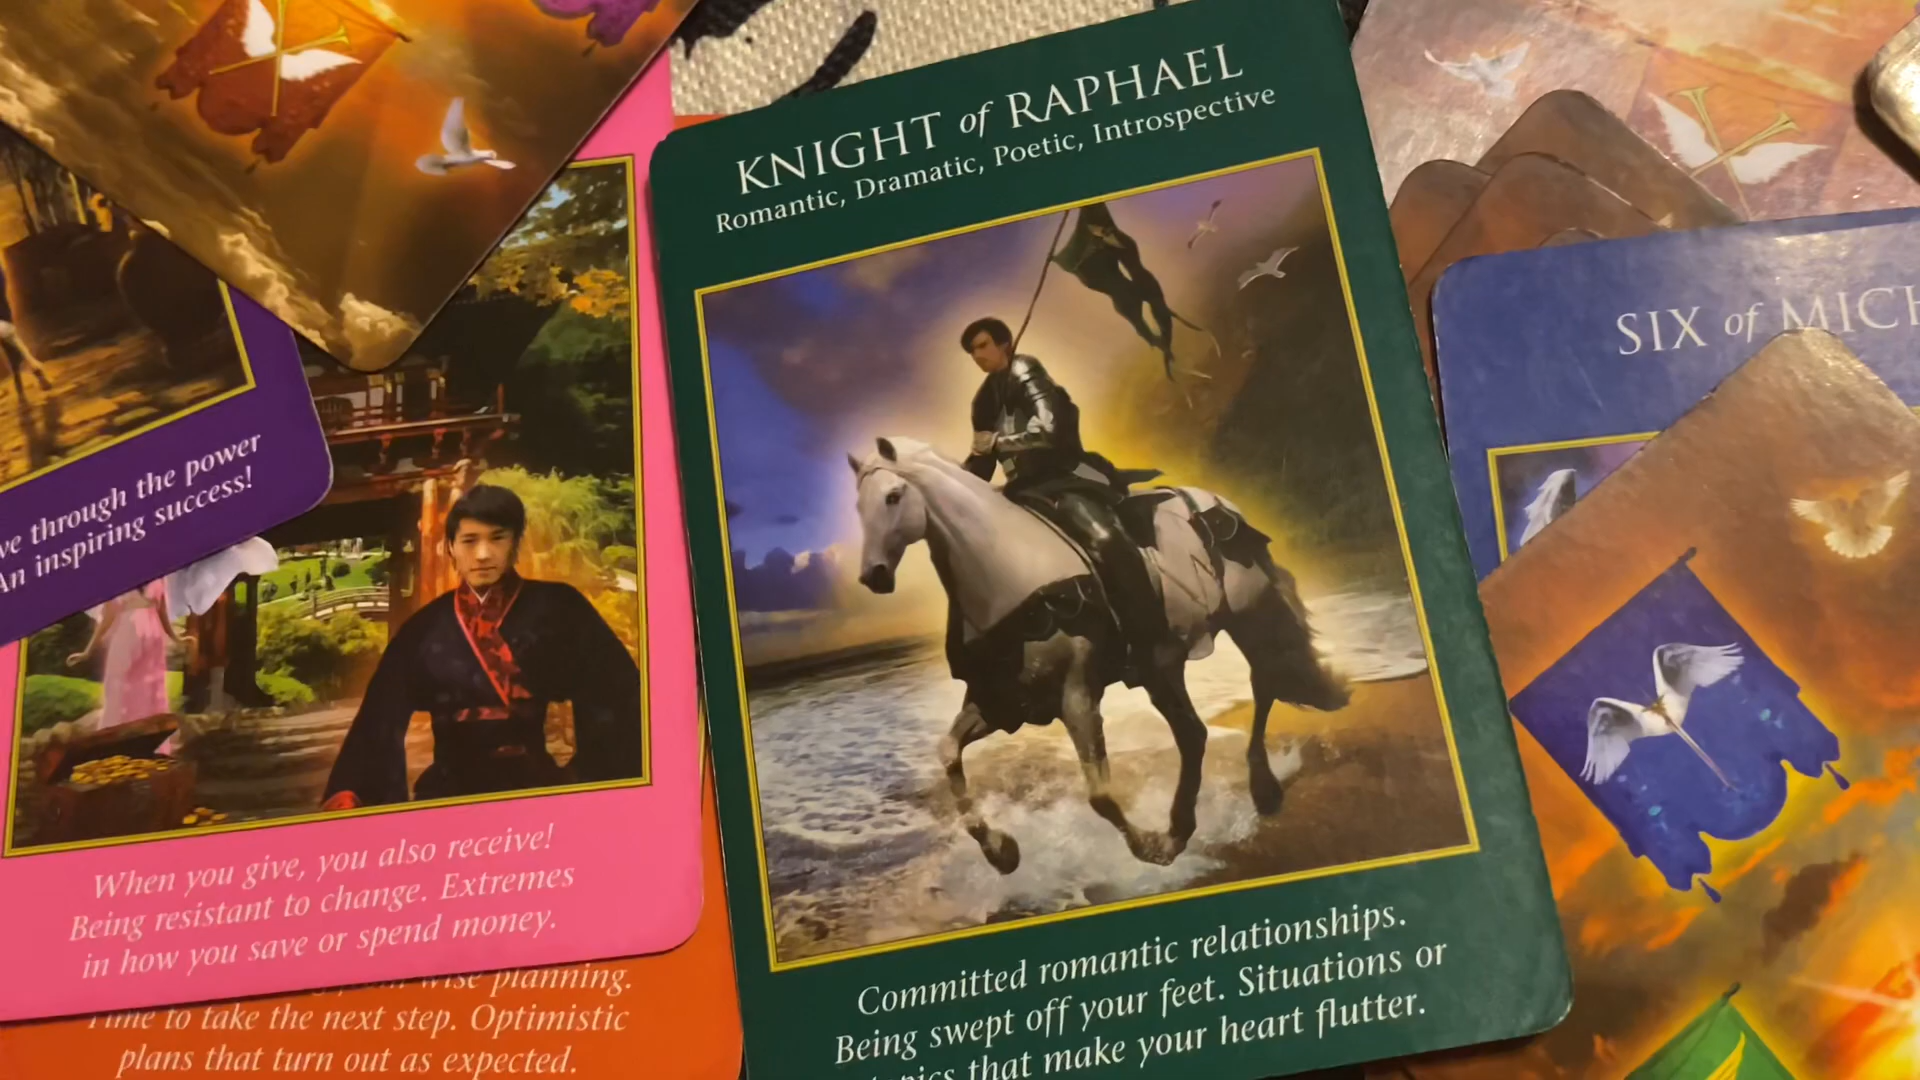 KNIGHT of RAPHAEL
Romantic, Dramatic, Poetic, Introspective
Committed romantic relationships.
Being swept off your feet. Situations or
that make your heart flutter.
SIX of
through the power
An inspiring success!
When you give, you also receive!
Being resistant to change. Extremes
in how you save or spend money.
wise planning.
Time to take the next step. Optimistic
plans that turn out as expected.